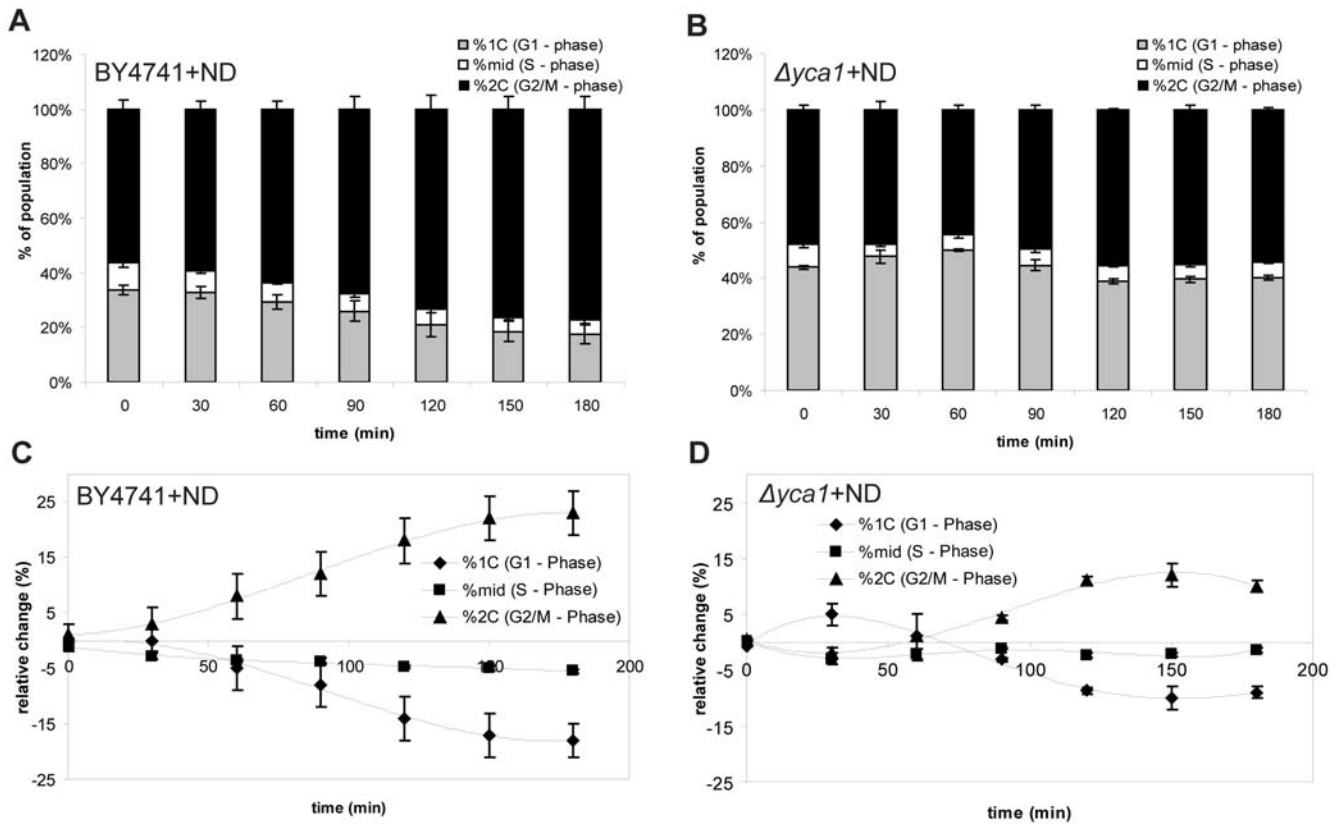 A
120%
100%
80%
60%
40%
20%
0%
% of population
BY4741+ND
%1C (G1 - phase)
%mid (S - phase)
%2C (G2/M - phase)
0 30 60 90 120 150 180
time (min)
B
120%
100%
80%
60%
40%
20%
0%
% of population
Δyca1+ND
%1C (G1 - phase)
%mid (S - phase)
%2C (G2/M - phase)
0 30 60 90 120 150 180
time (min)
C
25
15
5
-5
-15
-25
relative change (%)
BY4741+ND
%1C (G1 - Phase)
%mid (S - Phase)
%2C (G2/M - Phase)
0 50 100 150 200
time (min)
D
25
15
5
-5
-15
-25
relative change (%)
Δyca1+ND
%1C (G1 - Phase)
%mid (S - Phase)
%2C (G2/M - Phase)
0 50 100 150 200
time (min)